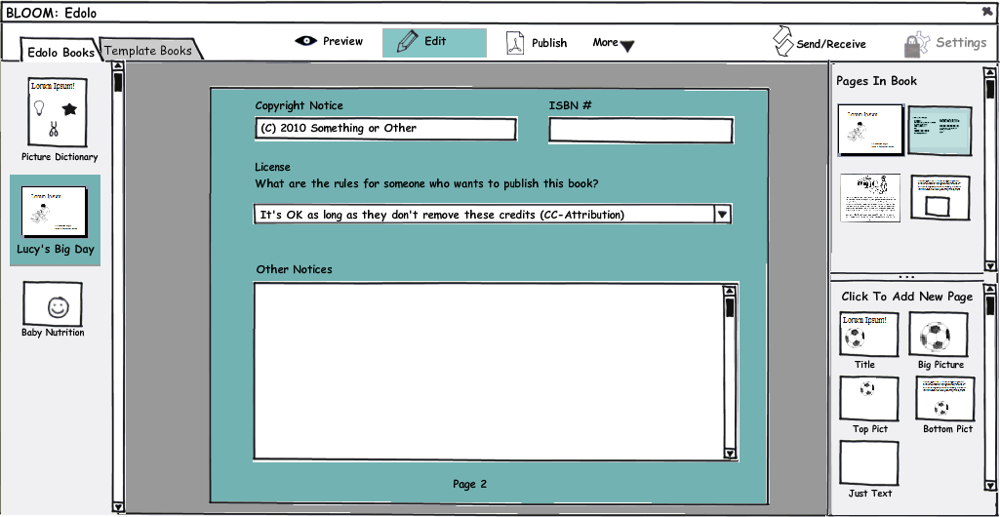 BLOOM: Edolo
Edolo Books
Template Books
Preview
Edit
Publish
More
Send/Receive
Settings
Lorem Ipsum!
Picture Dictionary
Lorem Ipsum
Lucy's Big Day
Baby Nutrition
Copyright Notice
ISBN #
(C) 2010 Something or Other
License
What are the rules for someone who wants to publish this book?
It's OK as long as they don't remove these credits (CC-Attribution)
Other Notices
Page 2
Pages In Book
Lorem Ipsum
Click To Add New Page
Lorem Ipsum!
Title
Big Picture
Top Pict
Bottom Pict
Just Text